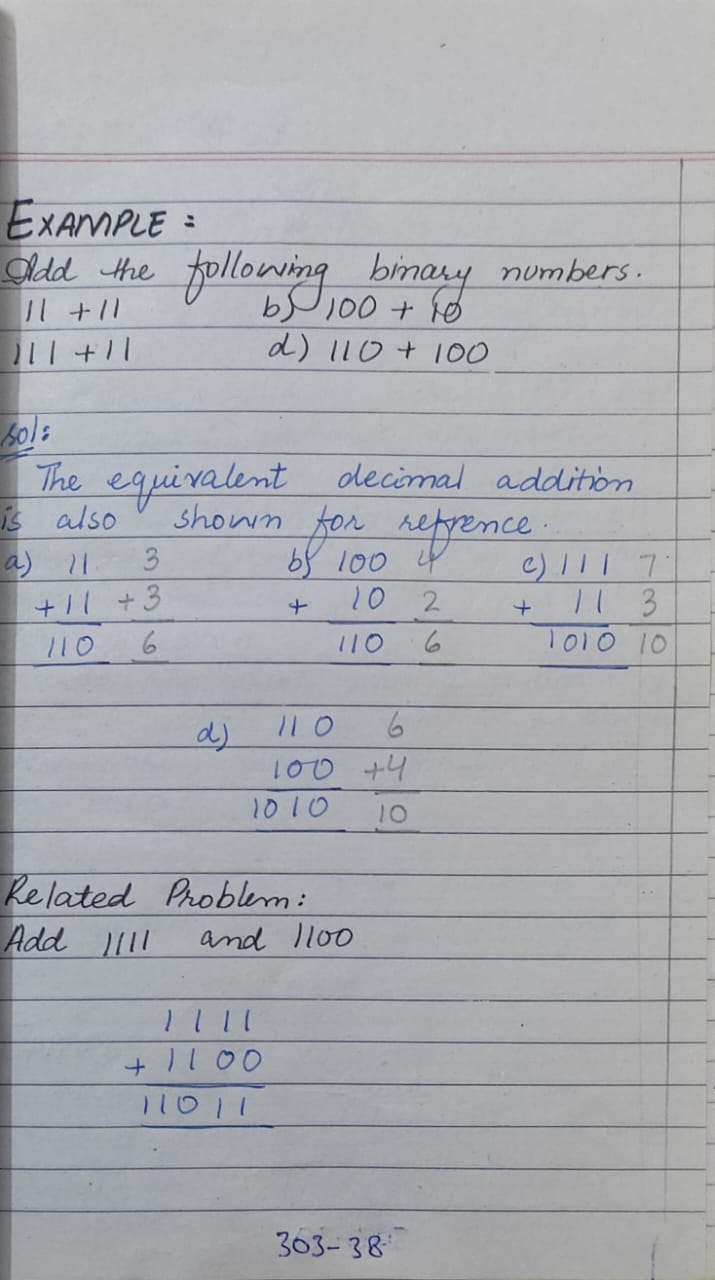 EXAMPLE :
Add the following binary numbers.
11 + 11 b) 100 + 10
111 + 11 d) 110 + 100
sol:
The equivalent decimal addition
is also shown for refrence.
a) 11 3 b) 100 4 c) 111 7
+11 +3 + 10 2 + 11 3
110 6 110 6 1010 10
d) 110 6
100 +4
1010 10
Related Problem:
Add 1111 and 1100
1111
+ 1100
11011
303-38